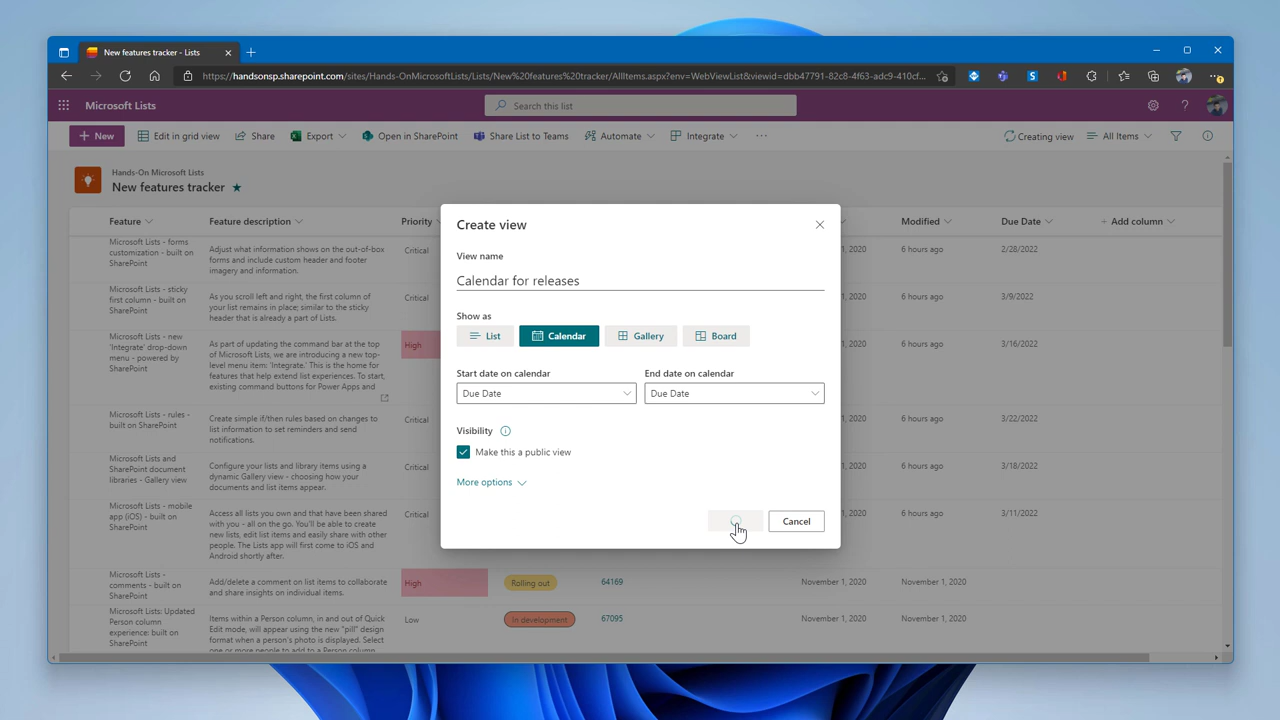 New features tracker - Lists
https://handsonsp.sharepoint.com/sites/Hands-OnMicrosoftLists/Lists/New%20features%20tracker/AllItems.aspx?env=WebViewList&viewid=dbb47791-82c8-4f63-adc9-410cf...
Microsoft Lists
Search this list
New
Edit in grid view
Share
Export
Open in SharePoint
Share List to Teams
Automate
Integrate
Creating view
All Items
Hands-On Microsoft Lists
New features tracker
Feature
Feature description
Priority
Modified
Due Date
Add column
Microsoft Lists - forms
customization - built on
SharePoint
Adjust what information shows on the out-of-box
forms and include custom header and footer
imagery and information.
Critical
1, 2020
6 hours ago
2/28/2022
Microsoft Lists - sticky
first column - built on
SharePoint
As you scroll left and right, the first column of
your list remains in place; similar to the sticky
header that is already a part of Lists.
Critical
1, 2020
6 hours ago
3/9/2022
Microsoft Lists - new
'Integrate' drop-down
menu - powered by
SharePoint
As part of updating the command bar at the top
of Microsoft Lists, we are introducing a new top-
level menu item: 'Integrate.' This is the home for
features that help extend list experiences. To start,
existing command buttons for Power Apps and
High
1, 2020
6 hours ago
3/16/2022
Microsoft Lists - rules -
built on SharePoint
Create simple if/then rules based on changes to
list information to set reminders and send
notifications.
Critical
1, 2020
6 hours ago
3/22/2022
Microsoft Lists and
SharePoint document
libraries - Gallery view
Configure your lists and library items using a
dynamic Gallery view - choosing how your
documents and list items appear.
Critical
1, 2020
6 hours ago
3/18/2022
Microsoft Lists - mobile
app (iOS) - built on
SharePoint
Access all lists you own and that have been shared
with you - all on the go. You'll be able to create
new lists, edit list items and easily share with other
people. The Lists app will first come to iOS and
Android shortly after.
Critical
1, 2020
6 hours ago
3/11/2022
Microsoft Lists -
comments - built on
SharePoint
Add/delete a comment on list items to collaborate
and share insights on individual items.
High
Rolling out
64169
November 1, 2020
November 1, 2020
Microsoft Lists: Updated
Person column
experience: built on
SharePoint
Items within a Person column, in and out of Quick
Edit mode, will appear using the new "pill" design
format when a person's photo is displayed. Select
one or more people to add to a Person column
Low
In development
67095
November 1, 2020
November 1, 2020
Create view
View name
Calendar for releases
Show as
List
Calendar
Gallery
Board
Start date on calendar
End date on calendar
Due Date
Due Date
Visibility
Make this a public view
More options
Cancel